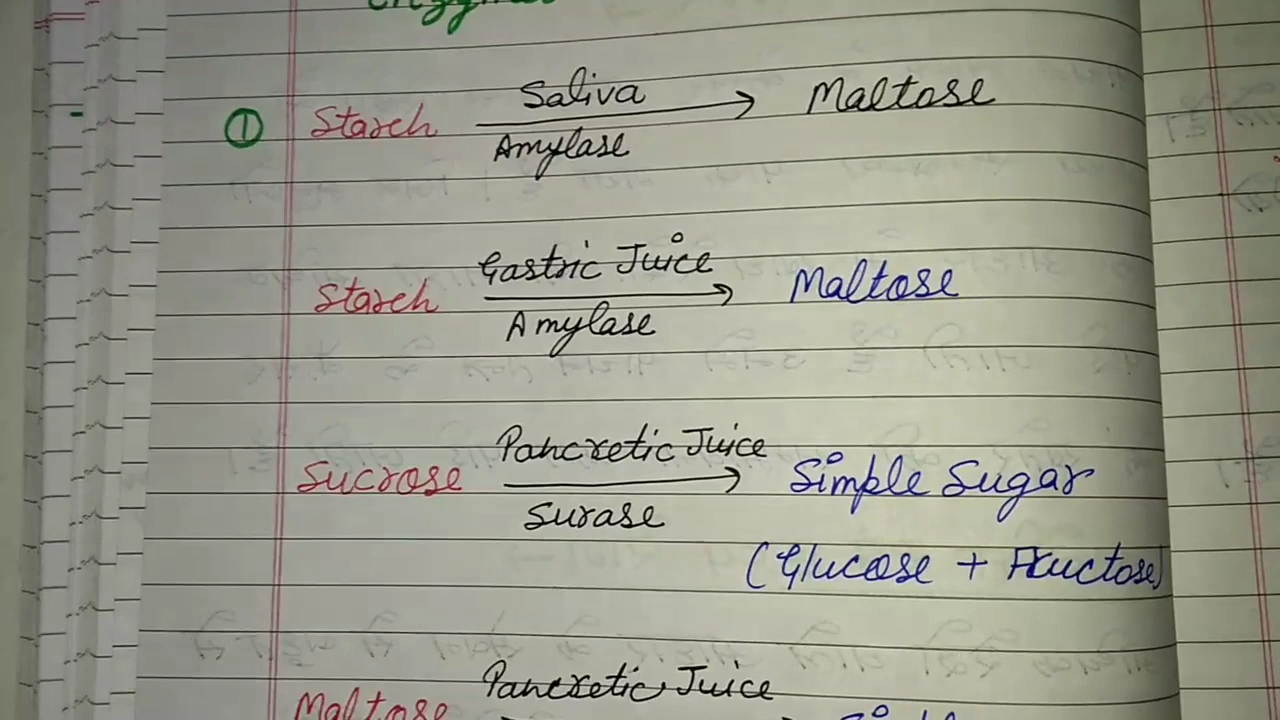 ① Starch Saliva Maltose
Amylase
Starch Gastric Juice Maltose
Amylase
Sucrose Pancretic Juice Simple Sugar
Surase
(Glucose + Fructose)
Pancretic Juice
Maltose